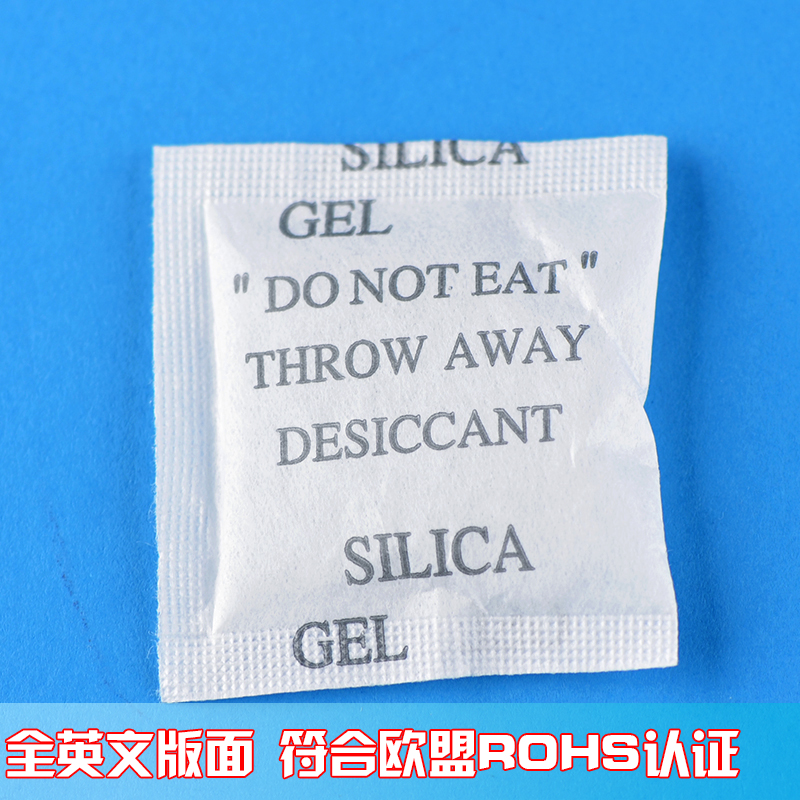 SILICA
GEL
"DO NOT EAT"
THROW AWAY
DESICCANT
SILICA
GEL
全英文版面 符合欧盟ROHS认证